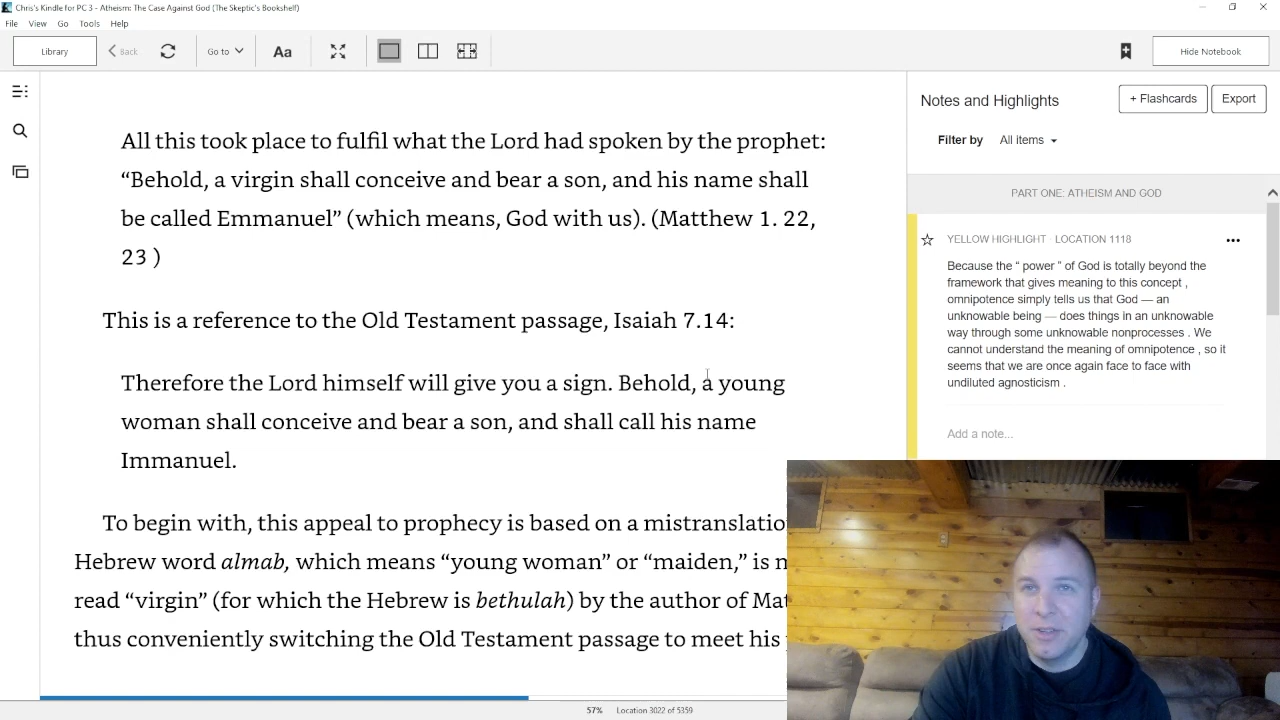 Chris's Kindle for PC 3 - Atheism: The Case Against God (The Skeptic's Bookshelf)
File View Go Tools Help
Library Back Go to Aa Hide Notebook
All this took place to fulfil what the Lord had spoken by the prophet:
“Behold, a virgin shall conceive and bear a son, and his name shall
be called Emmanuel” (which means, God with us). (Matthew 1. 22,
23 )
This is a reference to the Old Testament passage, Isaiah 7.14:
Therefore the Lord himself will give you a sign. Behold, a young
woman shall conceive and bear a son, and shall call his name
Immanuel.
To begin with, this appeal to prophecy is based on a
Hebrew word almab, which means “young woman” or “maiden,” is
read “virgin” (for which the Hebrew is bethulah) by the author of
thus conveniently switching the Old Testament passage to meet his
57% Location 3022 of 5359
Notes and Highlights + Flashcards Export
Filter by All items
PART ONE: ATHEISM AND GOD
YELLOW HIGHLIGHT · LOCATION 1118
Because the “ power ” of God is totally beyond the
framework that gives meaning to this concept ,
omnipotence simply tells us that God — an
unknowable being — does things in an unknowable
way through some unknowable nonprocesses . We
cannot understand the meaning of omnipotence , so it
seems that we are once again face to face with
undiluted agnosticism .
Add a note...